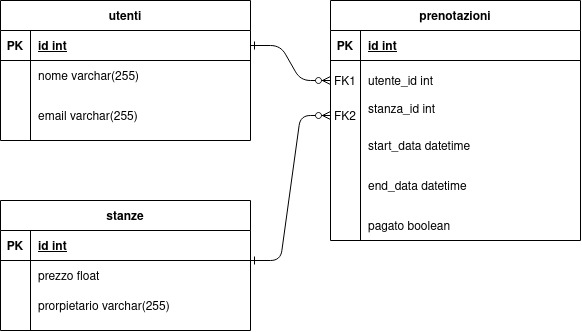 utenti
PK id int
nome varchar(255)
email varchar(255)
prenotazioni
PK id int
FK1 utente_id int
FK2 stanza_id int
start_data datetime
end_data datetime
pagato boolean
stanze
PK id int
prezzo float
prorpietario varchar(255)